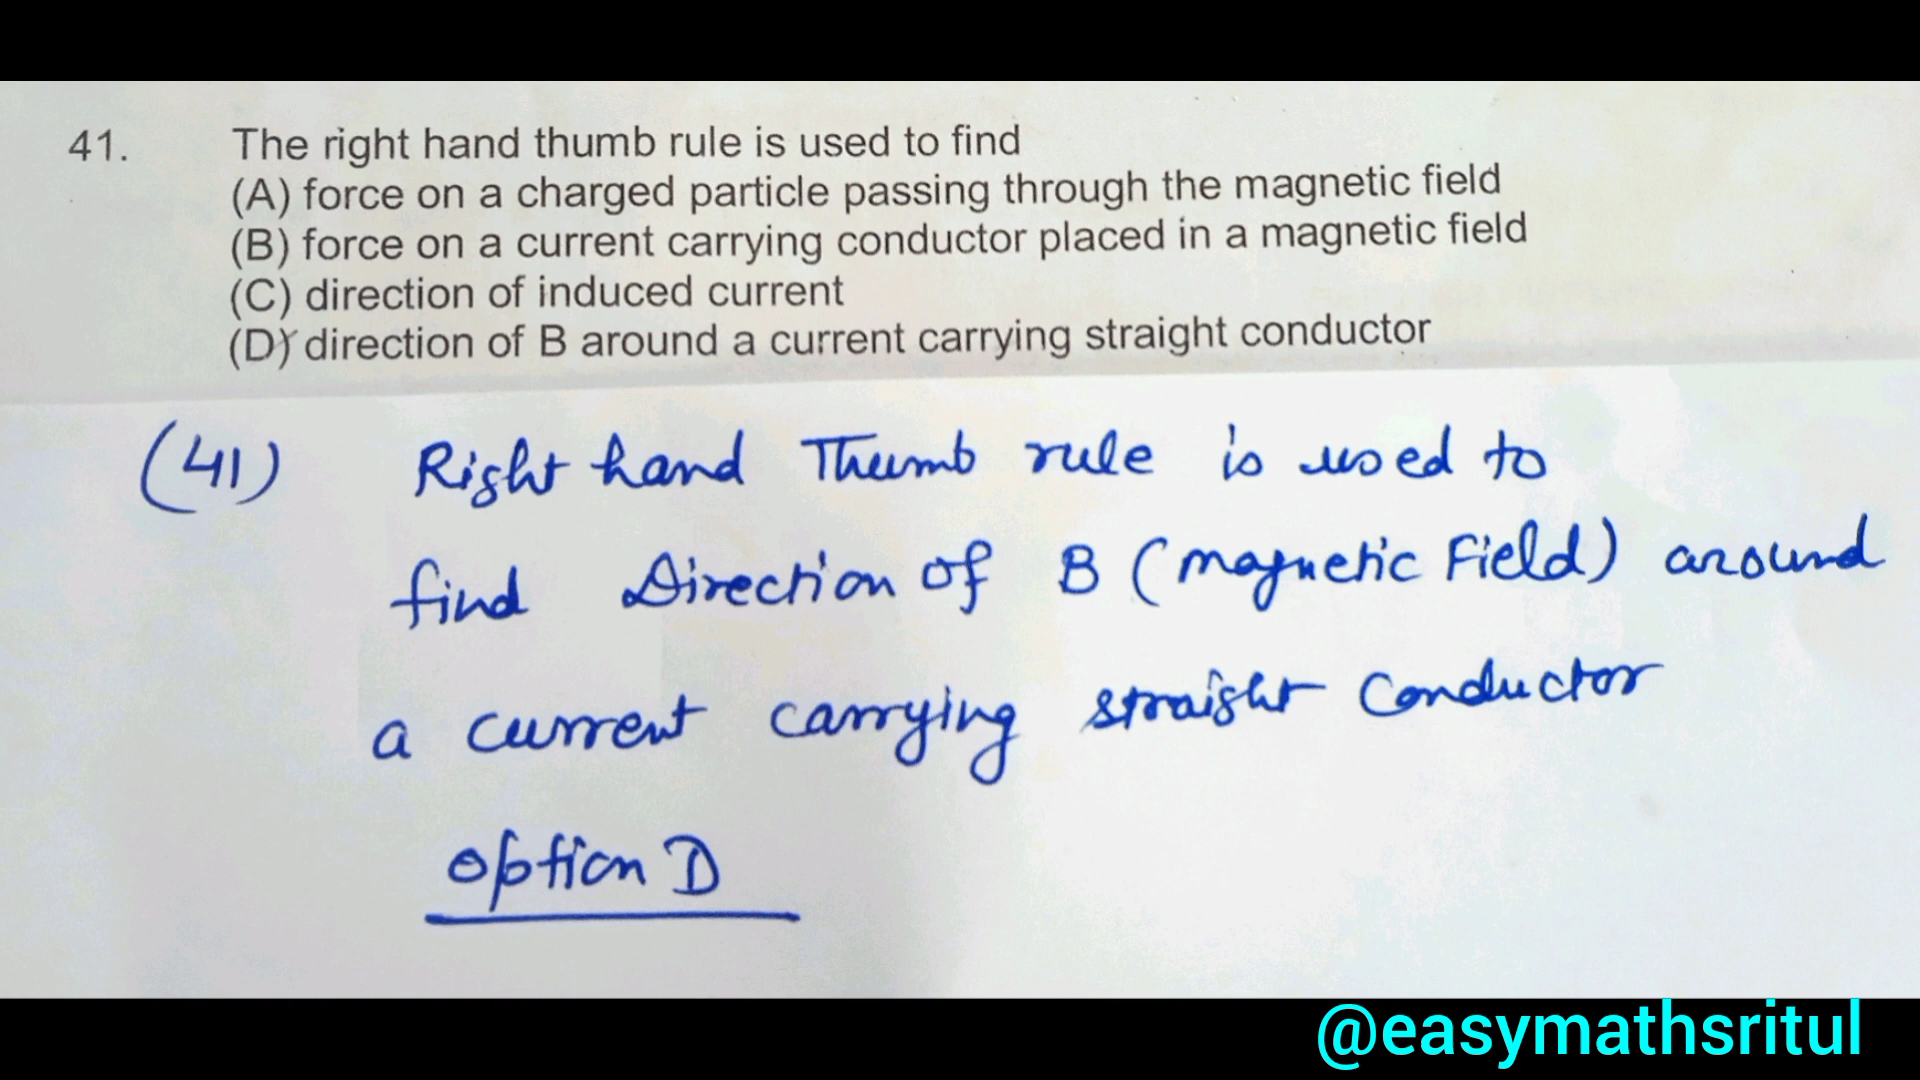 41. The right hand thumb rule is used to find
(A) force on a charged particle passing through the magnetic field
(B) force on a current carrying conductor placed in a magnetic field
(C) direction of induced current
(D) direction of B around a current carrying straight conductor
(41) Right hand Thumb rule is used to
find Direction of B (magnetic Field) around
a current carrying straight Conductor
option D
@easymathsritul